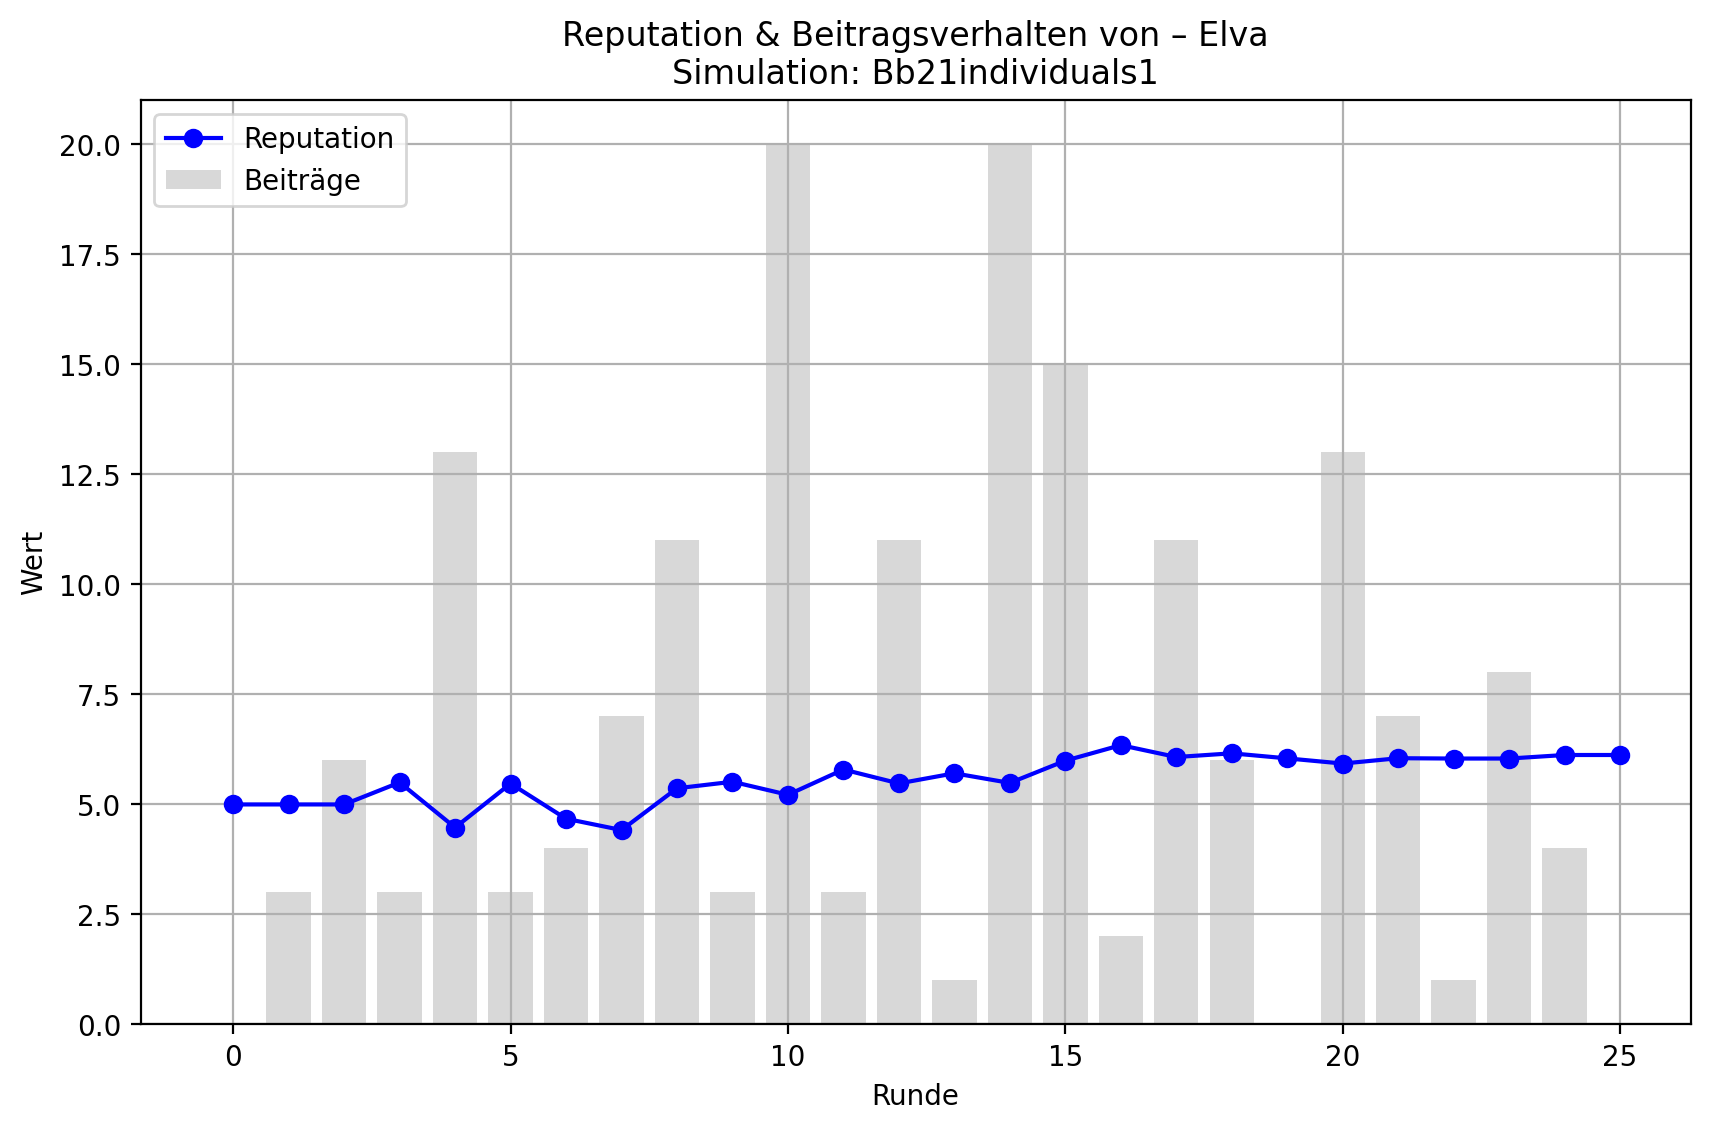 Reputation & Beitragsverhalten von – Elva
Simulation: Bb21individuals1
Reputation
Beiträge
20.0
17.5
15.0
12.5
10.0
7.5
5.0
2.5
0.0
Wert
0 5 10 15 20 25
Runde